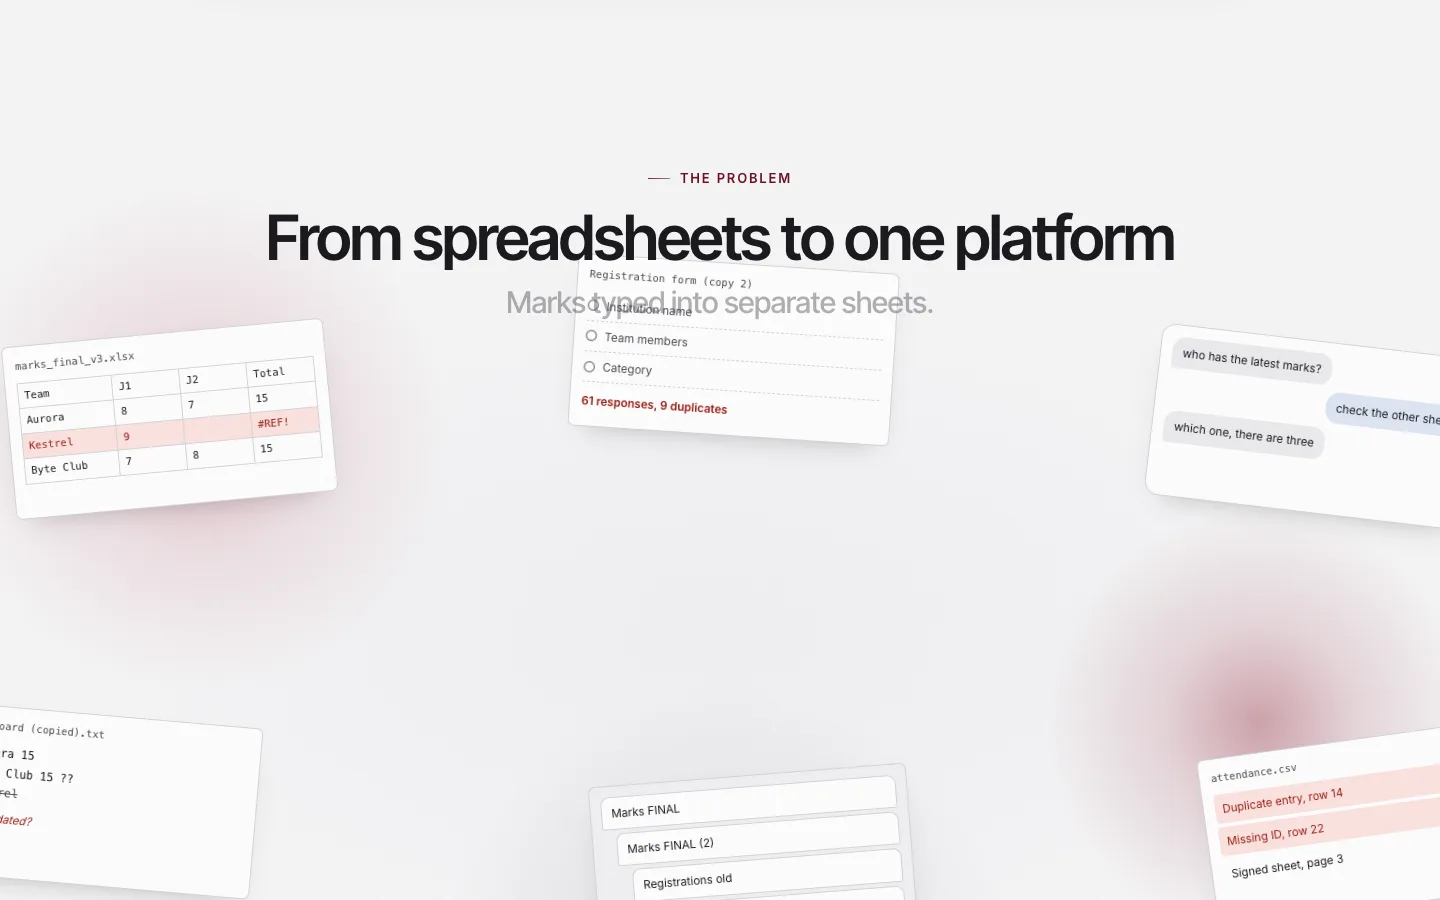 THE PROBLEM
From spreadsheets to one platform
Marks typed into separate sheets.
Registration form (copy 2)
Institution name
Team members
Category
61 responses, 9 duplicates
marks_final_v3.xlsx
Team J1 J2 Total
Aurora 8 7 15
Kestrel 9 #REF!
Byte Club 7 8 15
who has the latest marks?
check the other she
which one, there are three
oard (copied).txt
ra 15
Club 15 ??
rel
dated?
Marks FINAL
Marks FINAL (2)
Registrations old
attendance.csv
Duplicate entry, row 14
Missing ID, row 22
Signed sheet, page 3